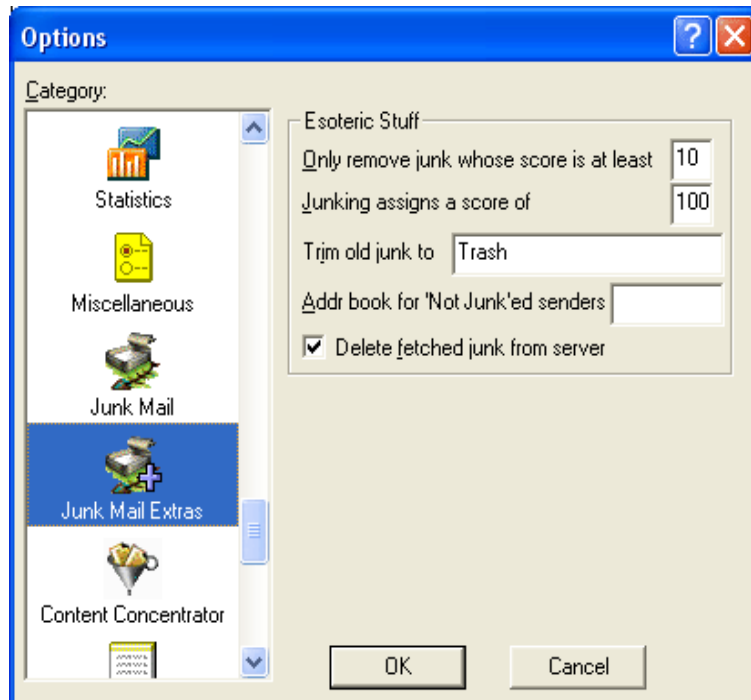 Options
Category:
Statistics
Miscellaneous
Junk Mail
Junk Mail Extras
Content Concentrator
Esoteric Stuff
Only remove junk whose score is at least 10
Junking assigns a score of 100
Trim old junk to Trash
Addr book for 'Not Junk'ed senders
Delete fetched junk from server
OK Cancel